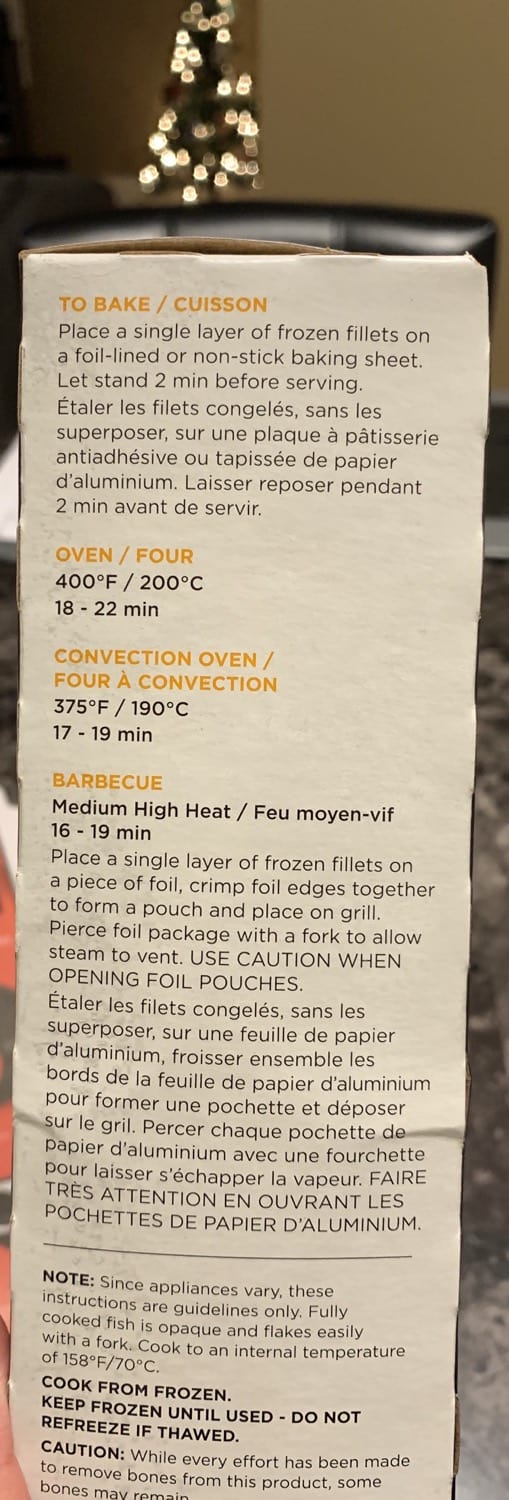 TO BAKE / CUISSON
Place a single layer of frozen fillets on
a foil-lined or non-stick baking sheet.
Let stand 2 min before serving.
Étaler les filets congelés, sans les
superposer, sur une plaque à pâtisserie
antiadhésive ou tapissée de papier
d'aluminium. Laisser reposer pendant
2 min avant de servir.
OVEN / FOUR
400°F / 200°C
18 - 22 min
CONVECTION OVEN /
FOUR À CONVECTION
375°F / 190°C
17 - 19 min
BARBECUE
Medium High Heat / Feu moyen-vif
16 - 19 min
Place a single layer of frozen fillets on
a piece of foil, crimp foil edges together
to form a pouch and place on grill.
Pierce foil package with a fork to allow
steam to vent. USE CAUTION WHEN
OPENING FOIL POUCHES.
Étaler les filets congelés, sans les
superposer, sur une feuille de papier
d'aluminium, froisser ensemble les
bords de la feuille de papier d'aluminium
pour former une pochette et déposer
sur le gril. Percer chaque pochette de
papier d'aluminium avec une fourchette
pour laisser s'échapper la vapeur. FAIRE
TRÈS ATTENTION EN OUVRANT LES
POCHETTES DE PAPIER D'ALUMINIUM.
NOTE: Since appliances vary, these
instructions are guidelines only. Fully
cooked fish is opaque and flakes easily
with a fork. Cook to an internal temperature
of 158°F/70°C.
COOK FROM FROZEN.
KEEP FROZEN UNTIL USED - DO NOT
REFREEZE IF THAWED.
CAUTION: While every effort has been made
to remove bones from this product, some
bones may remain